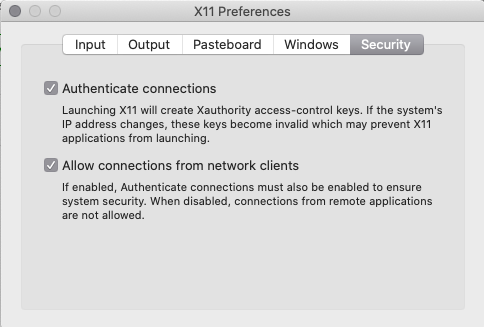 X11 Preferences
Input
Output
Pasteboard
Windows
Security
Authenticate connections
Launching X11 will create Xauthority access-control keys. If the system's
IP address changes, these keys become invalid which may prevent X11
applications from launching.
Allow connections from network clients
If enabled, Authenticate connections must also be enabled to ensure
system security. When disabled, connections from remote applications
are not allowed.